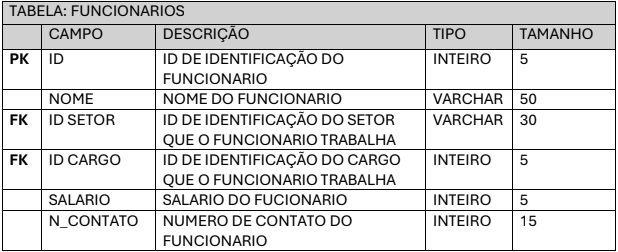 TABELA: FUNCIONARIOS
CAMPO DESCRIÇÃO TIPO TAMANHO
PK ID ID DE IDENTIFICAÇÃO DO INTEIRO 5
FUNCIONARIO
NOME NOME DO FUNCIONARIO VARCHAR 50
FK ID SETOR ID DE IDENTIFICAÇÃO DO SETOR VARCHAR 30
QUE O FUNCIONARIO TRABALHA
FK ID CARGO ID DE IDENTIFICAÇÃO DO CARGO INTEIRO 5
QUE O FUNCIONARIO TRABALHA
SALARIO SALARIO DO FUCIONARIO INTEIRO 5
N_CONTATO NUMERO DE CONTATO DO INTEIRO 15
FUNCIONARIO